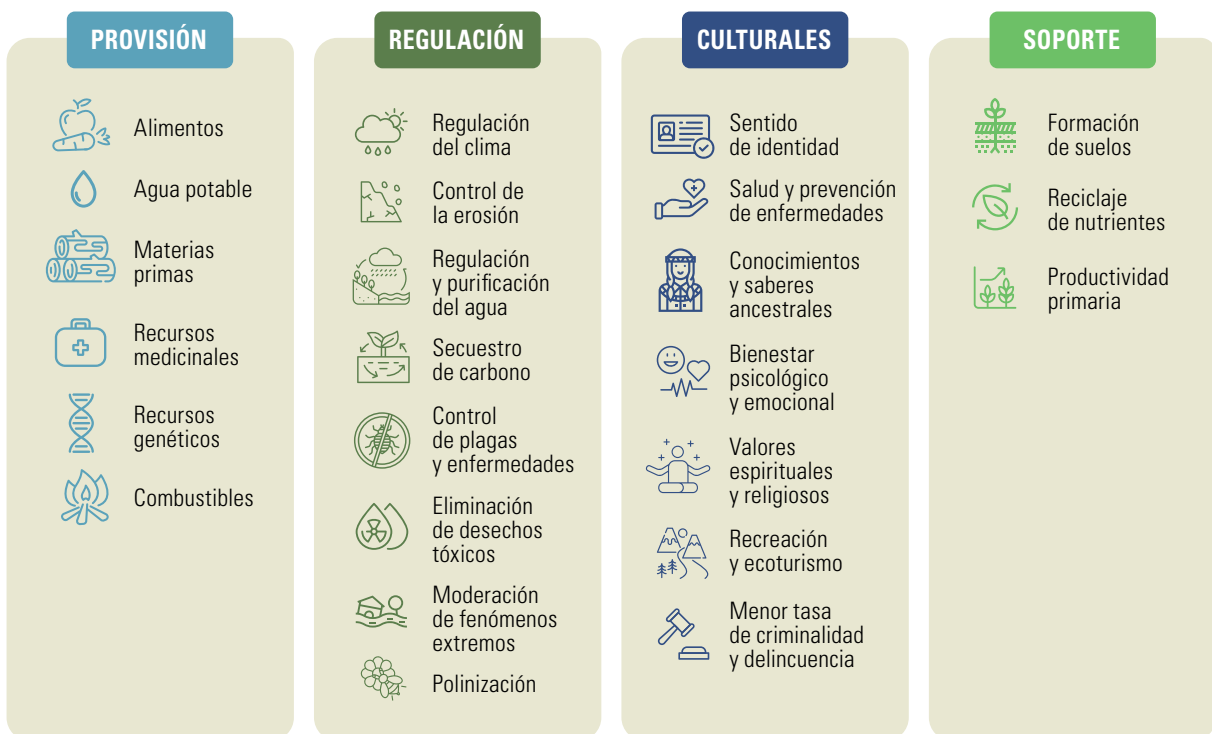 PROVISIÓN
Alimentos
Agua potable
Materias
primas
Recursos
medicinales
Recursos
genéticos
Combustibles
REGULACIÓN
Regulación
del clima
Control de
la erosión
Regulación
y purificación
del agua
Secuestro
de carbono
Control
de plagas
y enfermedades
Eliminación
de desechos
tóxicos
Moderación
de fenómenos
extremos
Polinización
CULTURALES
Sentido
de identidad
Salud y prevención
de enfermedades
Conocimientos
y saberes
ancestrales
Bienestar
psicológico
y emocional
Valores
espirituales
y religiosos
Recreación
y ecoturismo
Menor tasa
de criminalidad
y delincuencia
SOPORTE
Formación
de suelos
Reciclaje
de nutrientes
Productividad
primaria